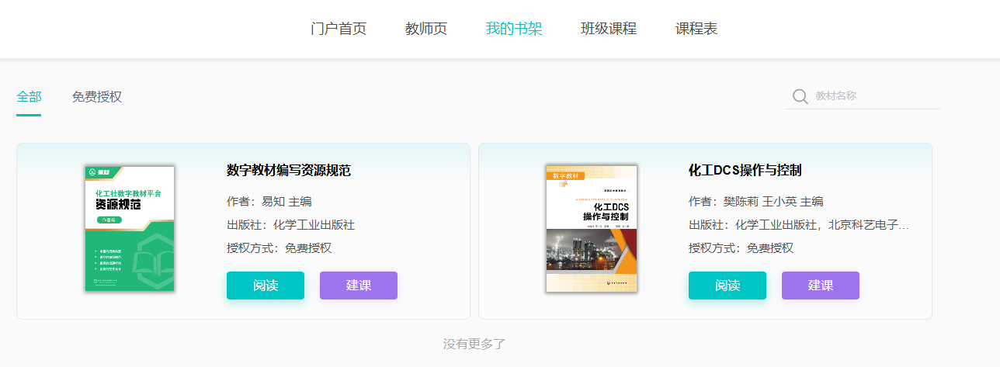 门户首页 教师页 我的书架 班级课程 课程表
全部 免费授权 教材名称
易知
化工社数字教材平台
资源规范
数字教材编写资源规范
作者：易知 主编
出版社：化学工业出版社
授权方式：免费授权
阅读 建课
数字教材
化工DCS
操作与控制
化工DCS操作与控制
作者：樊陈莉 王小英 主编
出版社：化学工业出版社，北京科艺电子...
授权方式：免费授权
阅读 建课
没有更多了